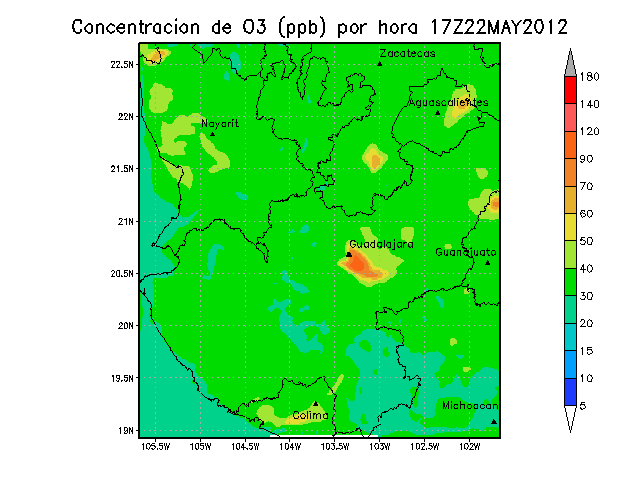 Concentracion de O3 (ppb) por hora 17Z22MAY2012
Zacatecas
22.5N
180
Aguascalientes
140
22N
Nayarit
120
21.5N
90
70
21N
60
Guadalajara
50
Guanajuato
20.5N
40
30
20N
20
15
19.5N
10
Michoacan
Colima
5
19N
105.5W 105W 104.5W 104W 103.5W 103W 102.5W 102W